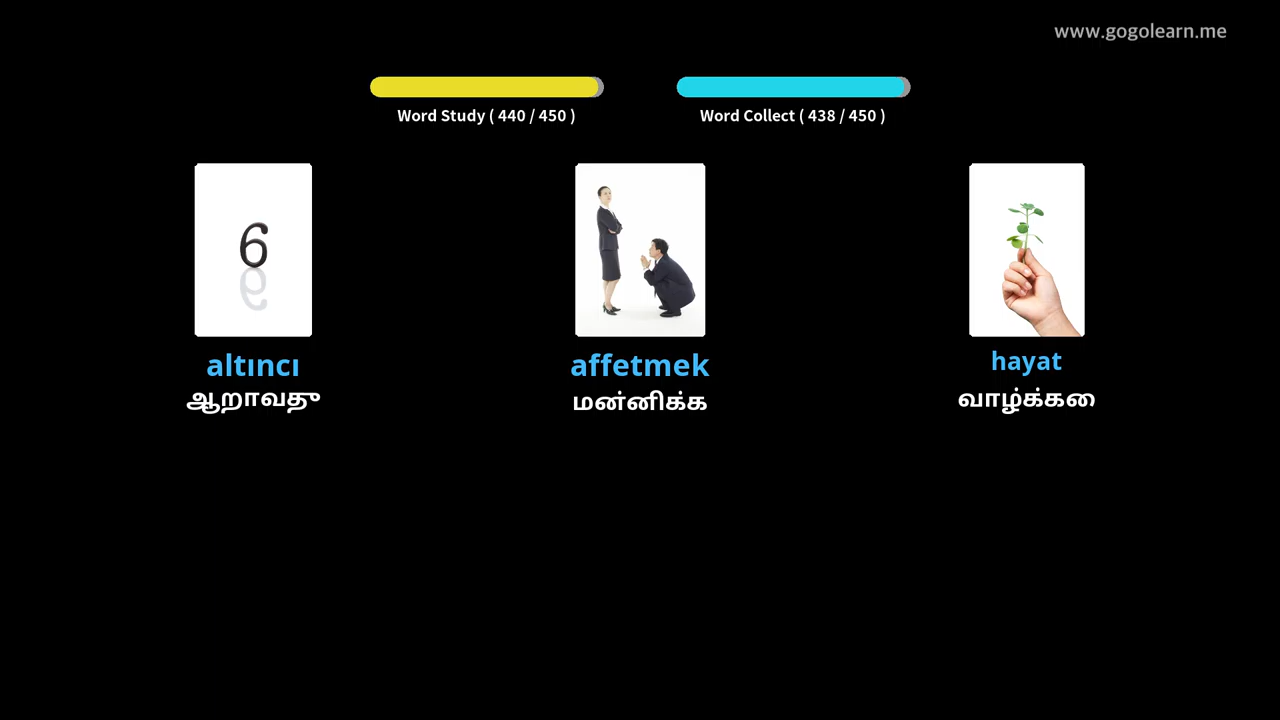 www.gogolearn.me
Word Study ( 440 / 450 )
Word Collect ( 438 / 450 )
6
altıncı
ஆறாவது
affetmek
மன்னிக்க
hayat
வாழ்க்கை